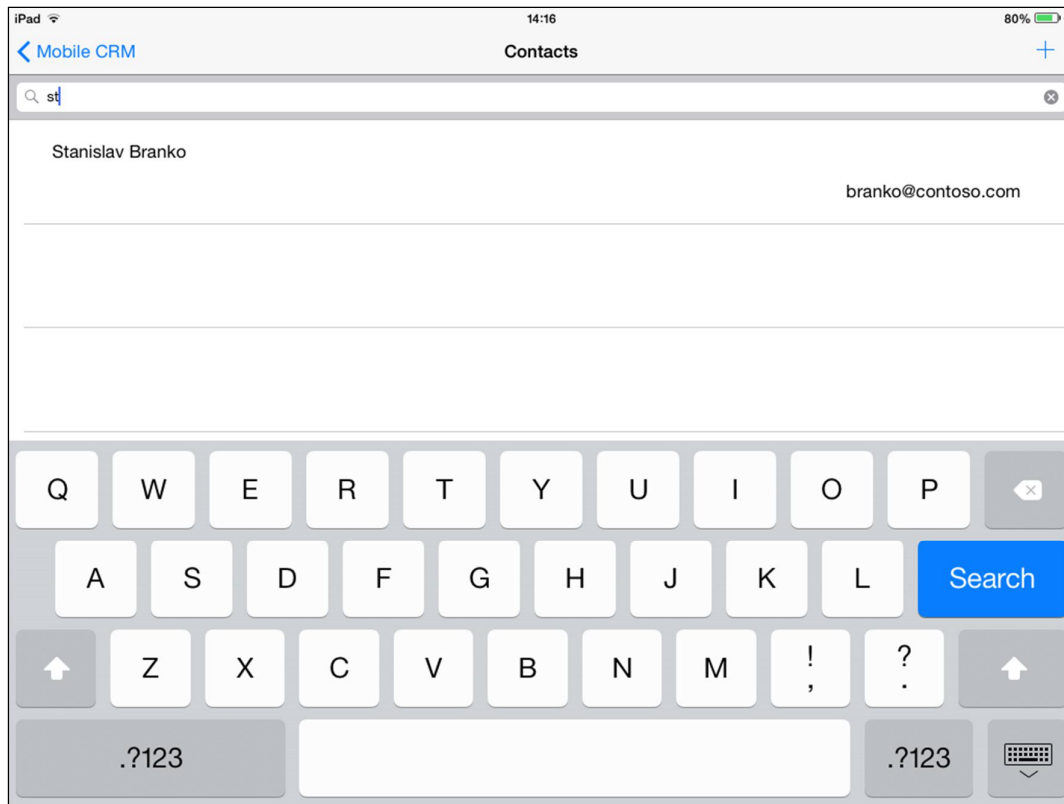 iPad 14:16 80%
Mobile CRM Contacts +
st
Stanislav Branko
branko@contoso.com
Q W E R T Y U I O P
A S D F G H J K L Search
Z X C V B N M ! ?
, .
.?123 .?123